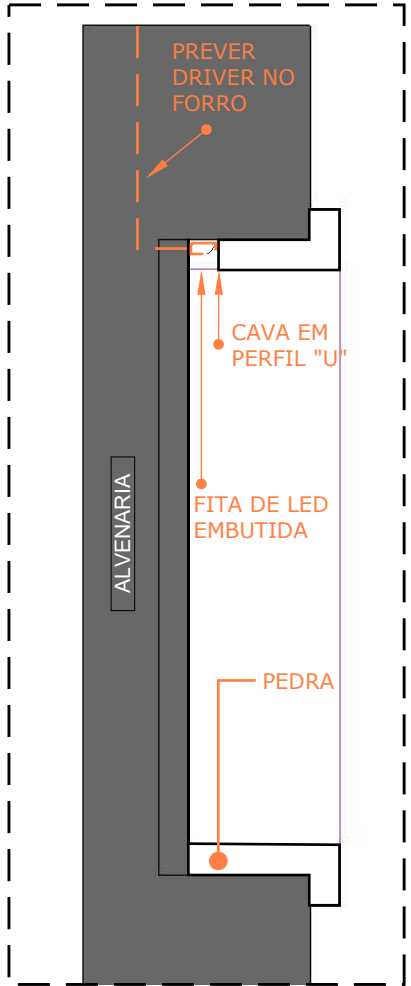 PREVER
DRIVER NO
FORRO
CAVA EM
PERFIL "U"
FITA DE LED
EMBUTIDA
ALVENARIA
PEDRA